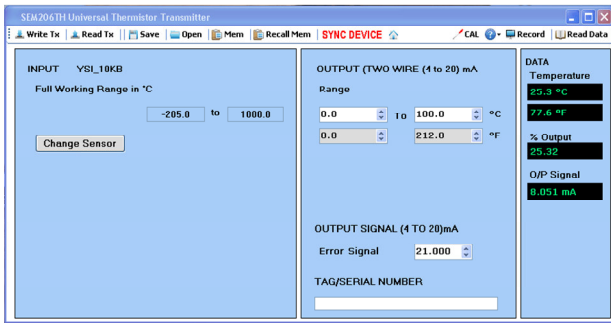 SEM206TH Universal Thermistor Transmitter
Write Tx Read Tx Save Open Mem Recall Mem SYNC DEVICE CAL Record Read Data
INPUT YSI_10KB
Full Working Range in °C
-205.0 to 1000.0
Change Sensor
OUTPUT (TWO WIRE (4 to 20) mA
Range
0.0 To 100.0 °C
0.0 212.0 °F
OUTPUT SIGNAL (4 TO 20)mA
Error Signal 21.000
TAG/SERIAL NUMBER
DATA
Temperature
25.3 °C
77.6 °F
% Output
25.32
O/P Signal
8.051 mA